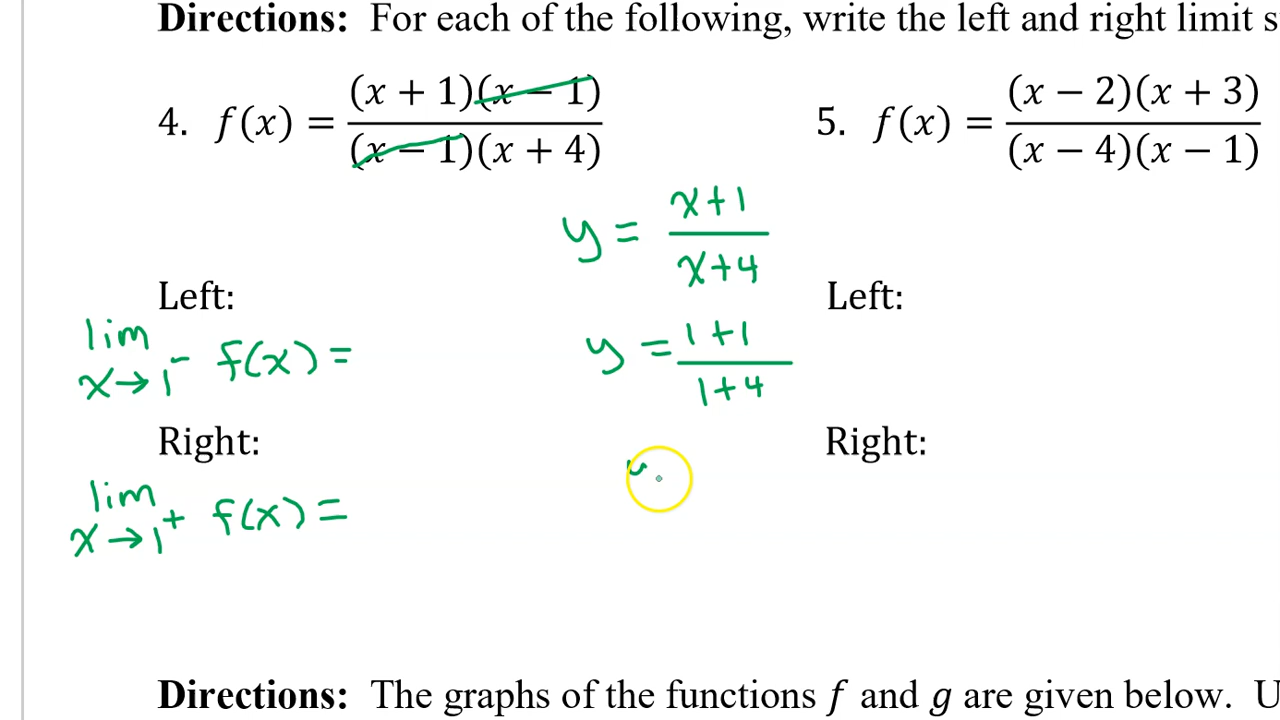 Directions: For each of the following, write the left and right limit s
4. f(x) = (x + 1)(x − 1) / (x − 1)(x + 4)
5. f(x) = (x − 2)(x + 3) / (x − 4)(x − 1)
y = x+1 / x+4
Left:
Left:
lim x→1⁻ f(x) =
y = 1+1 / 1+4
Right:
Right:
lim x→1⁺ f(x) =
Directions: The graphs of the functions f and g are given below. U